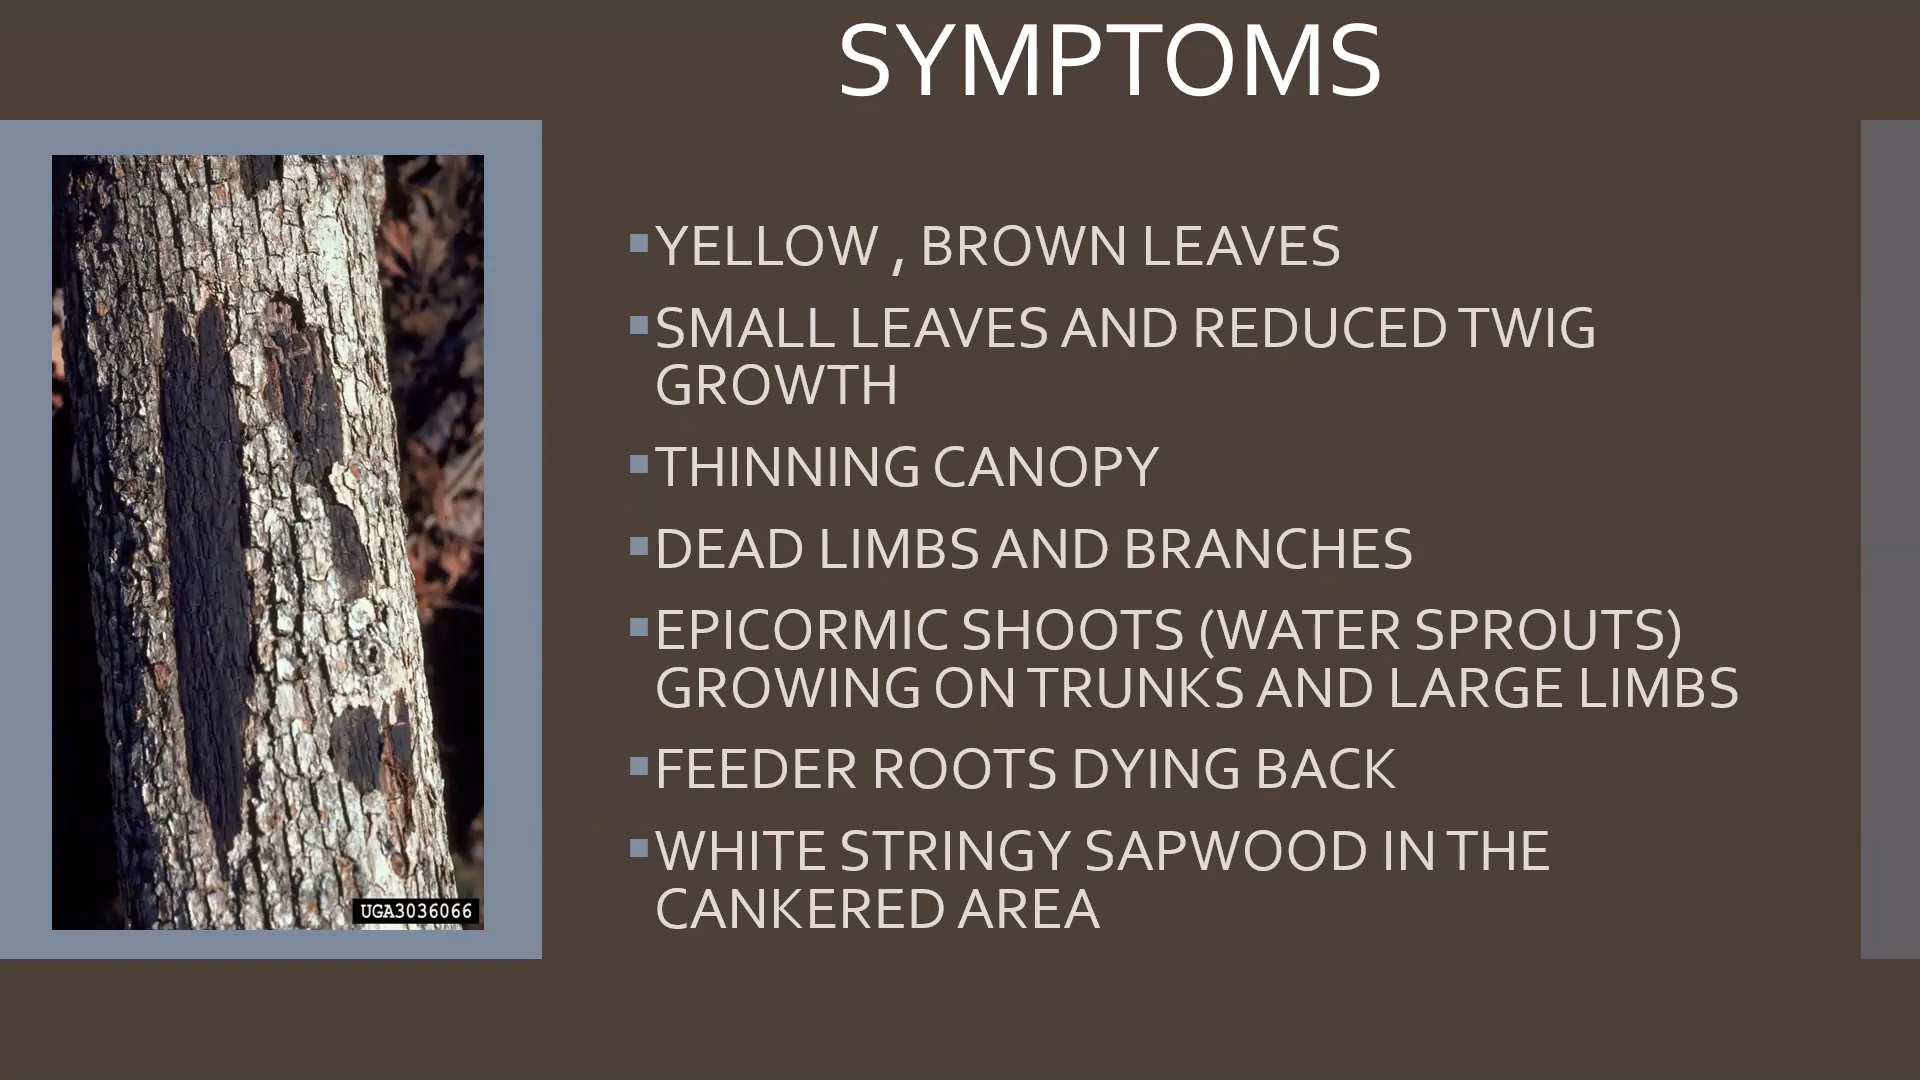 SYMPTOMS
YELLOW , BROWN LEAVES
SMALL LEAVES AND REDUCED TWIG
GROWTH
THINNING CANOPY
DEAD LIMBS AND BRANCHES
EPICORMIC SHOOTS (WATER SPROUTS)
GROWING ON TRUNKS AND LARGE LIMBS
FEEDER ROOTS DYING BACK
WHITE STRINGY SAPWOOD IN THE
CANKERED AREA
UGA3036066